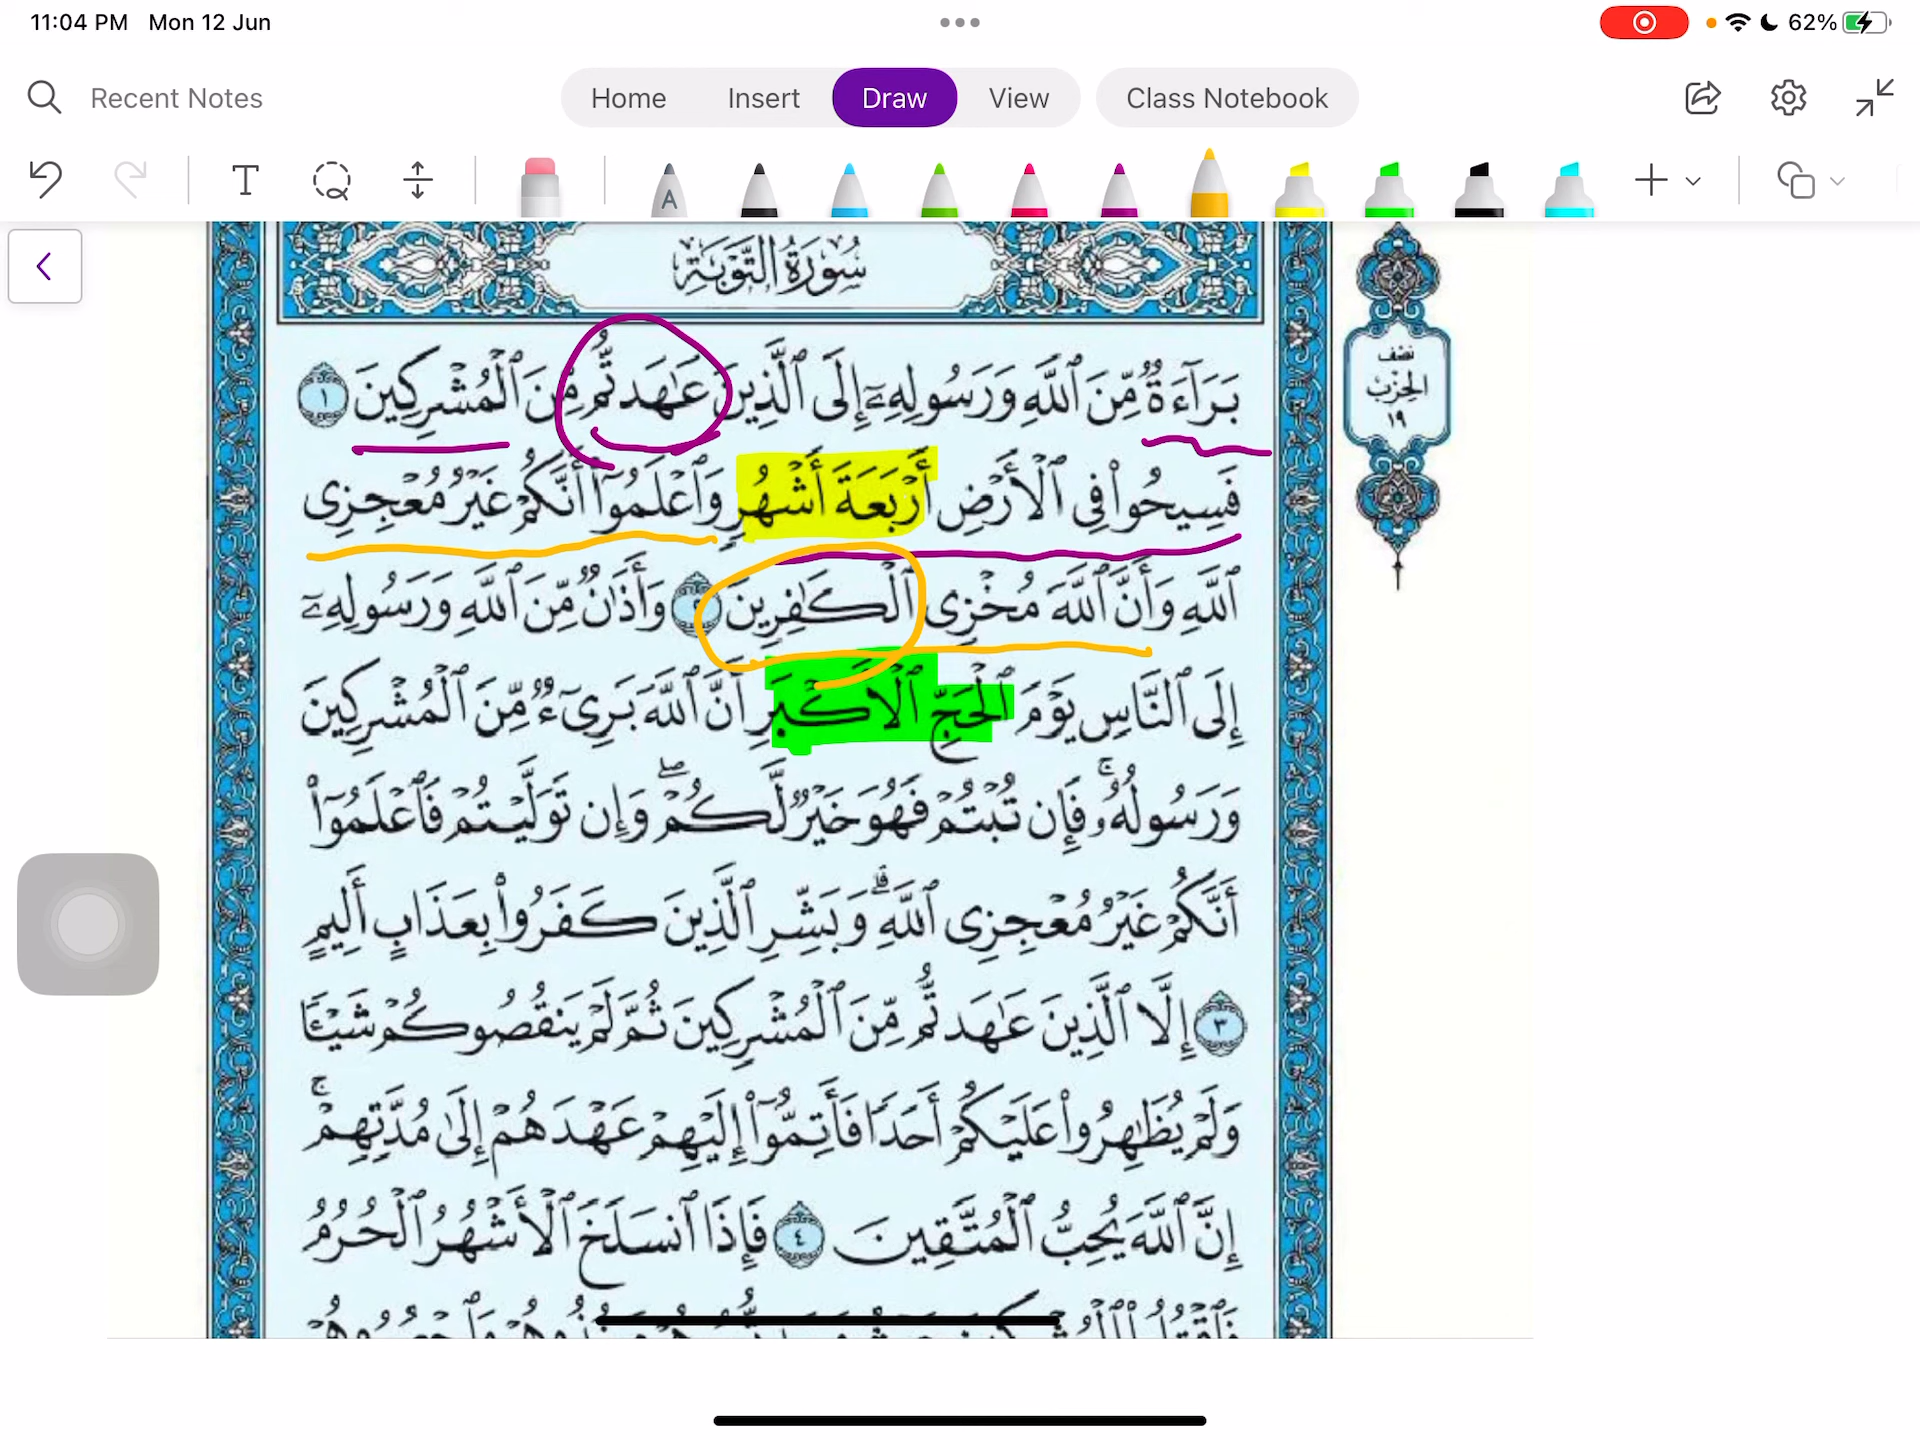 11:04 PM Mon 12 Jun
62%
Recent Notes
Home Insert Draw View Class Notebook
T
A
سُورَةُ التَّوْبَةِ
نصف
الحِزْب
١٩
بَرَآءَةٌ مِّنَ ٱللَّهِ وَرَسُولِهِۦٓ إِلَى ٱلَّذِينَ عَـٰهَدتُّم مِّنَ ٱلْمُشْرِكِينَ ١
فَسِيحُوا۟ فِى ٱلْأَرْضِ أَرْبَعَةَ أَشْهُرٍ وَٱعْلَمُوٓا۟ أَنَّكُمْ غَيْرُ مُعْجِزِى
ٱللَّهِ وَأَنَّ ٱللَّهَ مُخْزِى ٱلْكَـٰفِرِينَ ٢ وَأَذَٰنٌ مِّنَ ٱللَّهِ وَرَسُولِهِۦٓ
إِلَى ٱلنَّاسِ يَوْمَ ٱلْحَجِّ ٱلْأَكْبَرِ أَنَّ ٱللَّهَ بَرِىٓءٌ مِّنَ ٱلْمُشْرِكِينَ
وَرَسُولُهُۥ ۚ فَإِن تُبْتُمْ فَهُوَ خَيْرٌ لَّكُمْ ۖ وَإِن تَوَلَّيْتُمْ فَٱعْلَمُوٓا۟
أَنَّكُمْ غَيْرُ مُعْجِزِى ٱللَّهِ ۗ وَبَشِّرِ ٱلَّذِينَ كَفَرُوا۟ بِعَذَابٍ أَلِيمٍ
٣ إِلَّا ٱلَّذِينَ عَـٰهَدتُّم مِّنَ ٱلْمُشْرِكِينَ ثُمَّ لَمْ يَنقُصُوكُمْ شَيْـًٔا
وَلَمْ يُظَـٰهِرُوا۟ عَلَيْكُمْ أَحَدًا فَأَتِمُّوٓا۟ إِلَيْهِمْ عَهْدَهُمْ إِلَىٰ مُدَّتِهِمْ ۚ
إِنَّ ٱللَّهَ يُحِبُّ ٱلْمُتَّقِينَ ٤ فَإِذَا ٱنسَلَخَ ٱلْأَشْهُرُ ٱلْحُرُمُ